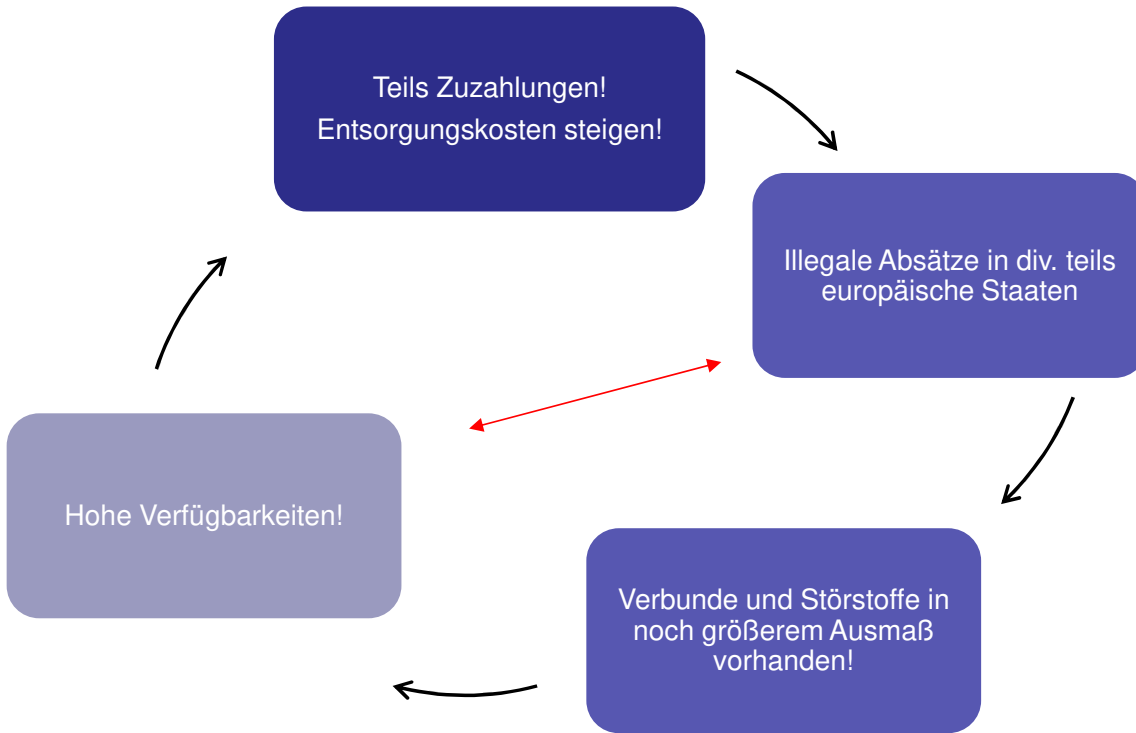 Teils Zuzahlungen!
Entsorgungskosten steigen!
Illegale Absätze in div. teils
europäische Staaten
Verbunde und Störstoffe in
noch größerem Ausmaß
vorhanden!
Hohe Verfügbarkeiten!